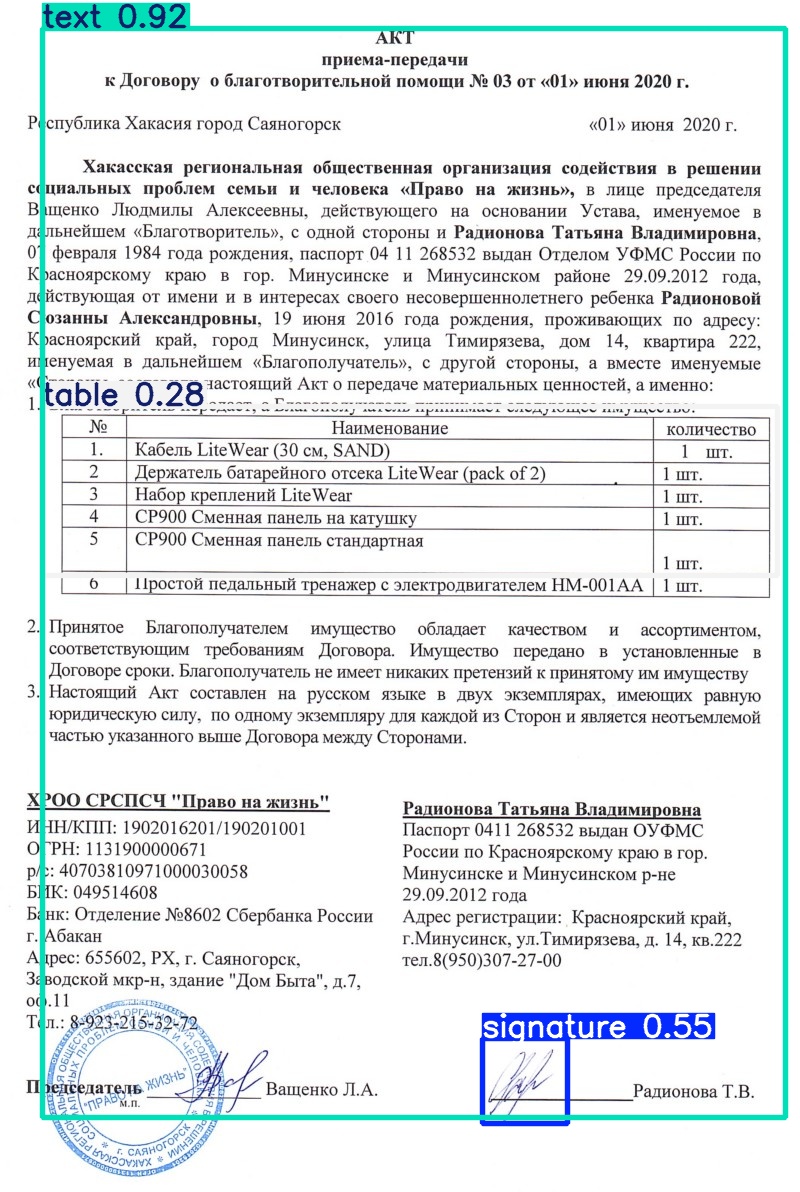 text 0.92
АКТ
приема-передачи
к Договору о благотворительной помощи № 03 от «01» июня 2020 г.
Республика Хакасия город Саяногорск «01» июня 2020 г.
Хакасская региональная общественная организация содействия в решении
социальных проблем семьи и человека «Право на жизнь», в лице председателя
Ващенко Людмилы Алексеевны, действующего на основании Устава, именуемое в
дальнейшем «Благотворитель», с одной стороны и Радионова Татьяна Владимировна,
07 февраля 1984 года рождения, паспорт 04 11 268532 выдан Отделом УФМС России по
Красноярскому краю в гор. Минусинске и Минусинском районе 29.09.2012 года,
действующая от имени и в интересах своего несовершеннолетнего ребенка Радионовой
Сюзанны Александровны, 19 июня 2016 года рождения, проживающих по адресу:
Красноярский край, город Минусинск, улица Тимирязева, дом 14, квартира 222,
именуемая в дальнейшем «Благополучатель», с другой стороны, а вместе именуемые
настоящий Акт о передаче материальных ценностей, а именно:
table 0.28
1. Благотворитель передает, а Благополучатель принимает следующее имущество:
№ Наименование количество
1. Кабель LiteWear (30 см, SAND) 1 шт.
2 Держатель батарейного отсека LiteWear (pack of 2) 1 шт.
3 Набор креплений LiteWear 1 шт.
4 CP900 Сменная панель на катушку 1 шт.
5 CP900 Сменная панель стандартная 1 шт.
6 Простой педальный тренажер с электродвигателем HM-001AA 1 шт.
2. Принятое Благополучателем имущество обладает качеством и ассортиментом,
соответствующим требованиям Договора. Имущество передано в установленные в
Договоре сроки. Благополучатель не имеет никаких претензий к принятому им имуществу
3. Настоящий Акт составлен на русском языке в двух экземплярах, имеющих равную
юридическую силу, по одному экземпляру для каждой из Сторон и является неотъемлемой
частью указанного выше Договора между Сторонами.
ХРОО СРСПСЧ "Право на жизнь"
ИНН/КПП: 1902016201/190201001
ОГРН: 1131900000671
р/с: 40703810971000030058
БИК: 049514608
Банк: Отделение №8602 Сбербанка России
г. Абакан
Адрес: 655602, РХ, г. Саяногорск,
Заводской мкр-н, здание "Дом Быта", д.7,
оф.11
Тел.: 8-923-215-32-72
Радионова Татьяна Владимировна
Паспорт 0411 268532 выдан ОУФМС
России по Красноярскому краю в гор.
Минусинске и Минусинском р-не
29.09.2012 года
Адрес регистрации: Красноярский край,
г.Минусинск, ул.Тимирязева, д. 14, кв.222
тел.8(950)307-27-00
signature 0.55
Председатель Ващенко Л.А. Радионова Т.В.
м.п.
"ПРАВО НА ЖИЗНЬ"
г. САЯНОГОРСК